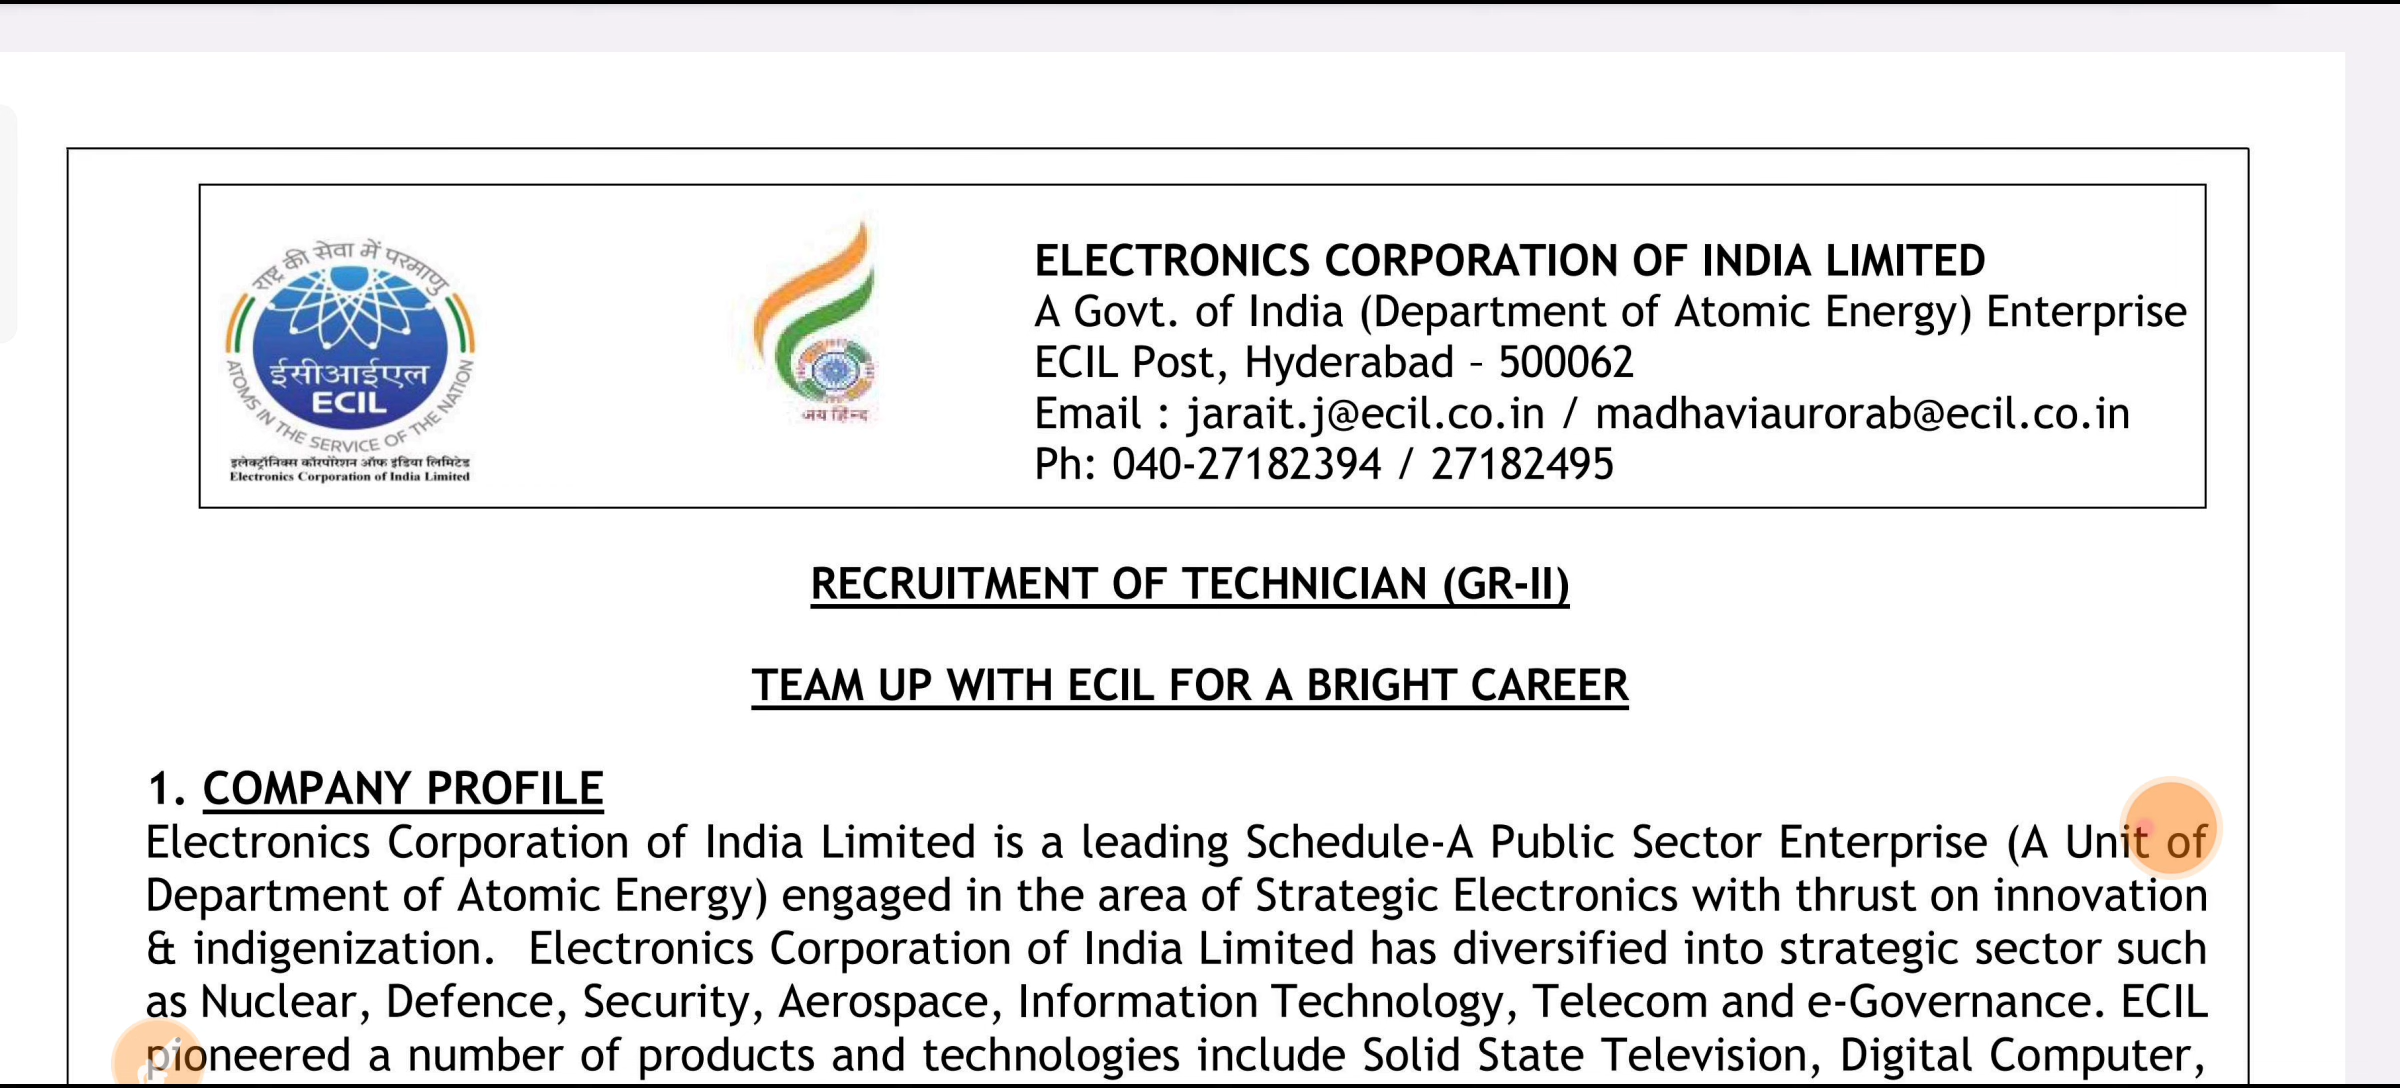 राष्ट्र की सेवा में परमाणु
ईसीआईएल
ECIL
ATOMS IN THE SERVICE OF THE NATION
इलेक्ट्रॉनिक्स कॉरपोरेशन ऑफ इंडिया लिमिटेड
Electronics Corporation of India Limited
जय हिन्द
ELECTRONICS CORPORATION OF INDIA LIMITED
A Govt. of India (Department of Atomic Energy) Enterprise
ECIL Post, Hyderabad - 500062
Email : jarait.j@ecil.co.in / madhaviaurorab@ecil.co.in
Ph: 040-27182394 / 27182495
RECRUITMENT OF TECHNICIAN (GR-II)
TEAM UP WITH ECIL FOR A BRIGHT CAREER
1. COMPANY PROFILE
Electronics Corporation of India Limited is a leading Schedule-A Public Sector Enterprise (A Unit of
Department of Atomic Energy) engaged in the area of Strategic Electronics with thrust on innovation
& indigenization. Electronics Corporation of India Limited has diversified into strategic sector such
as Nuclear, Defence, Security, Aerospace, Information Technology, Telecom and e-Governance. ECIL
pioneered a number of products and technologies include Solid State Television, Digital Computer,